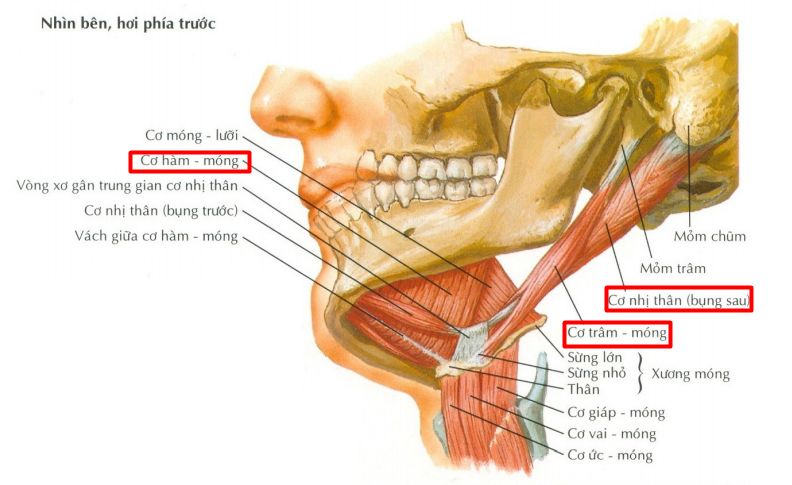 Nhìn bên, hơi phía trước
Cơ móng - lưỡi
Cơ hàm - móng
Vòng xơ gân trung gian cơ nhị thân
Cơ nhị thân (bụng trước)
Vách giữa cơ hàm - móng
Mỏm chũm
Mỏm trâm
Cơ nhị thân (bụng sau)
Cơ trâm - móng
Sừng lớn
Sừng nhỏ
Thân
Xương móng
Cơ giáp - móng
Cơ vai - móng
Cơ ức - móng